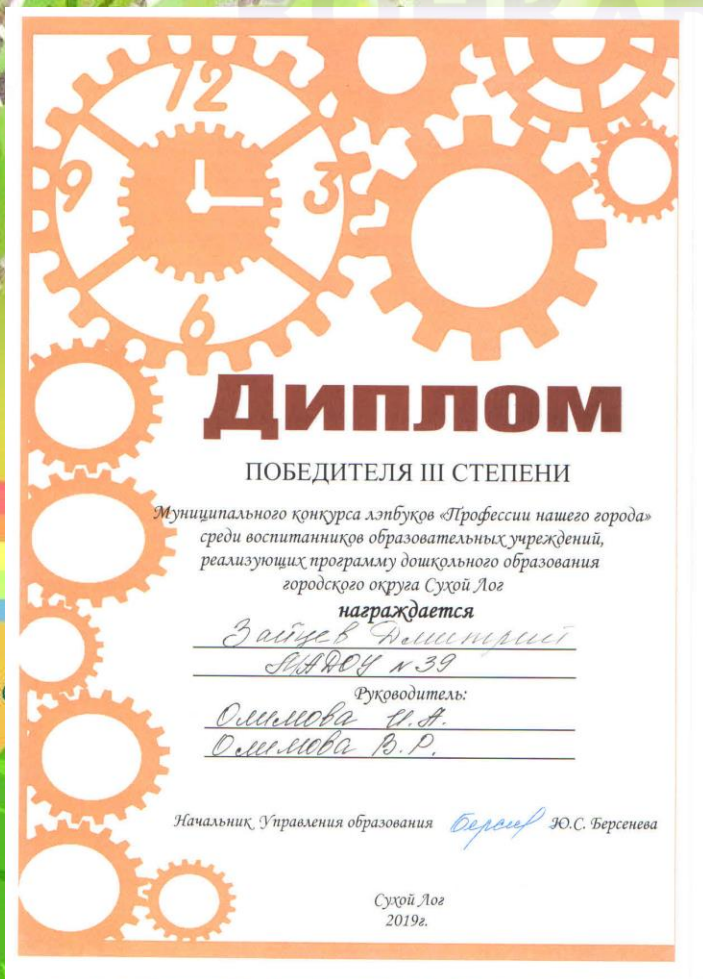 12
9
3
6
Диплом
ПОБЕДИТЕЛЯ III СТЕПЕНИ
Муниципального конкурса лэпбуков «Профессии нашего города»
среди воспитанников образовательных учреждений,
реализующих программу дошкольного образования
городского округа Сухой Лог
награждается
Зайцев Дмитрий
МАДОУ №39
Руководитель:
Олимова И.А.
Олимова В.Р.
Начальник Управления образования Ю.С. Берсенева
Сухой Лог
2019г.